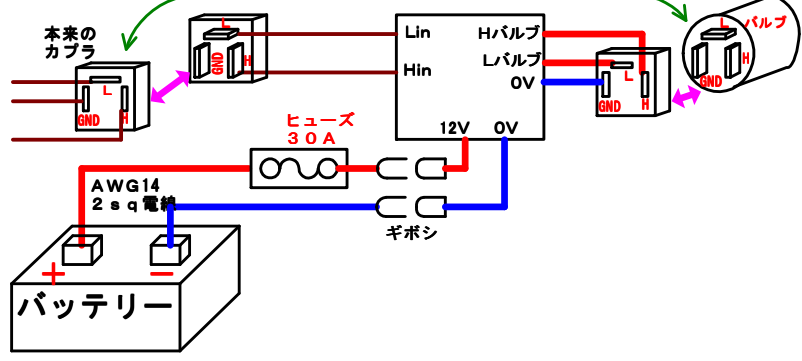 本来の
カプラ
L
GND
H
L
GND
H
Lin
Hin
Hバルブ
Lバルブ
0V
12V
0V
L
GND
H
バルブ
L
GND
H
ヒューズ
30A
AWG14
2sq電線
ギボシ
+
−
バッテリー